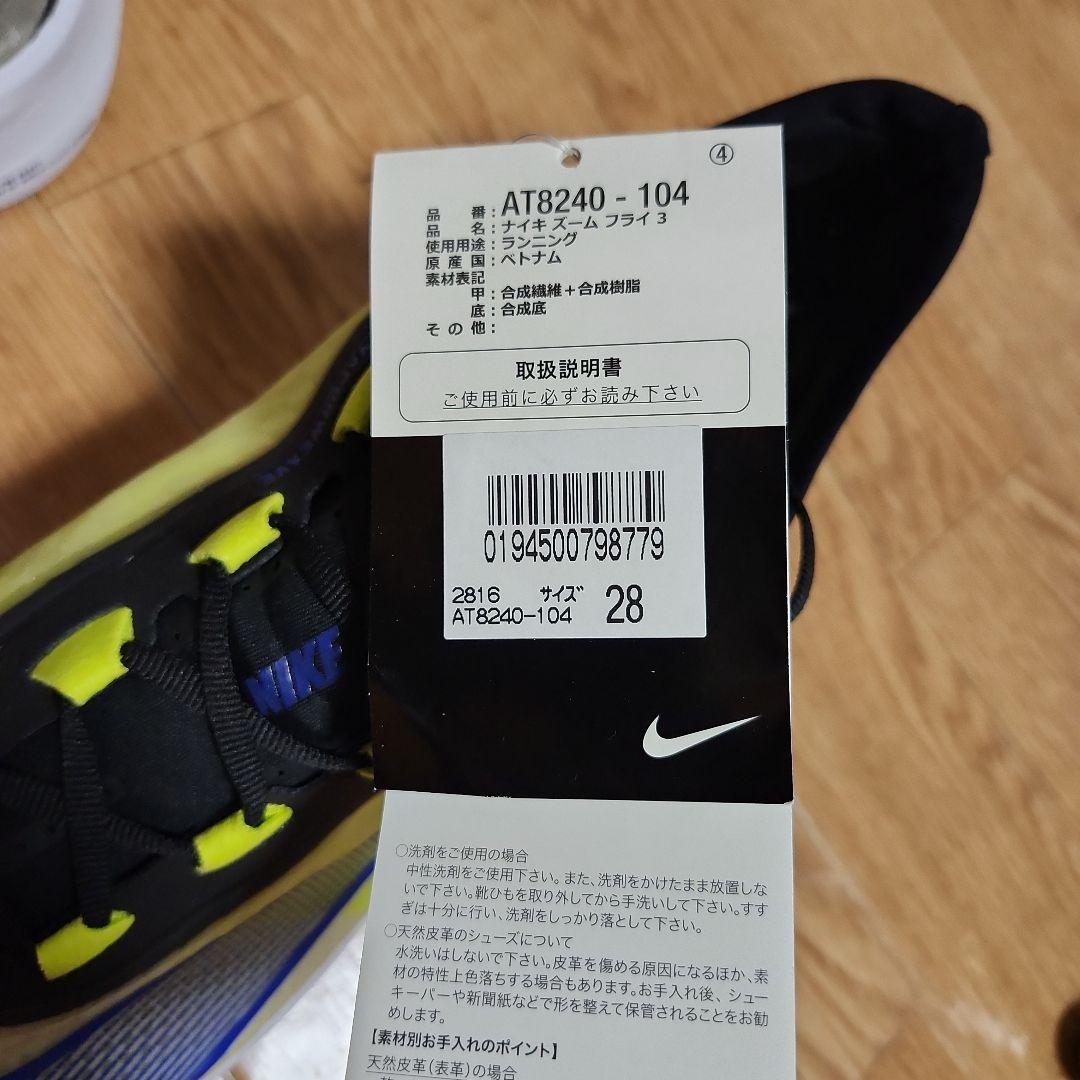 ④
品番：AT8240 - 104
品名：ナイキ ズーム フライ 3
使用用途：ランニング
原産国：ベトナム
素材表記
甲：合成繊維＋合成樹脂
底：合成底
その他：
取扱説明書
ご使用前に必ずお読み下さい
0194500798779
2816 サイズ 28
AT8240-104
NIKE
○洗剤をご使用の場合
中性洗剤をご使用下さい。また、洗剤をかけたまま放置しな
いで下さい。靴ひもを取り外してから手洗いして下さい。すす
ぎは十分に行い、洗剤をしっかり落として下さい。
○天然皮革のシューズについて
水洗いはしないで下さい。皮革を傷める原因になるほか、素
材の特性上色落ちする場合もあります。お手入れ後、シュー
キーパーや新聞紙などで形を整えて保管されることをお勧
めします。
【素材別お手入れのポイント】
天然皮革（表革）の場合